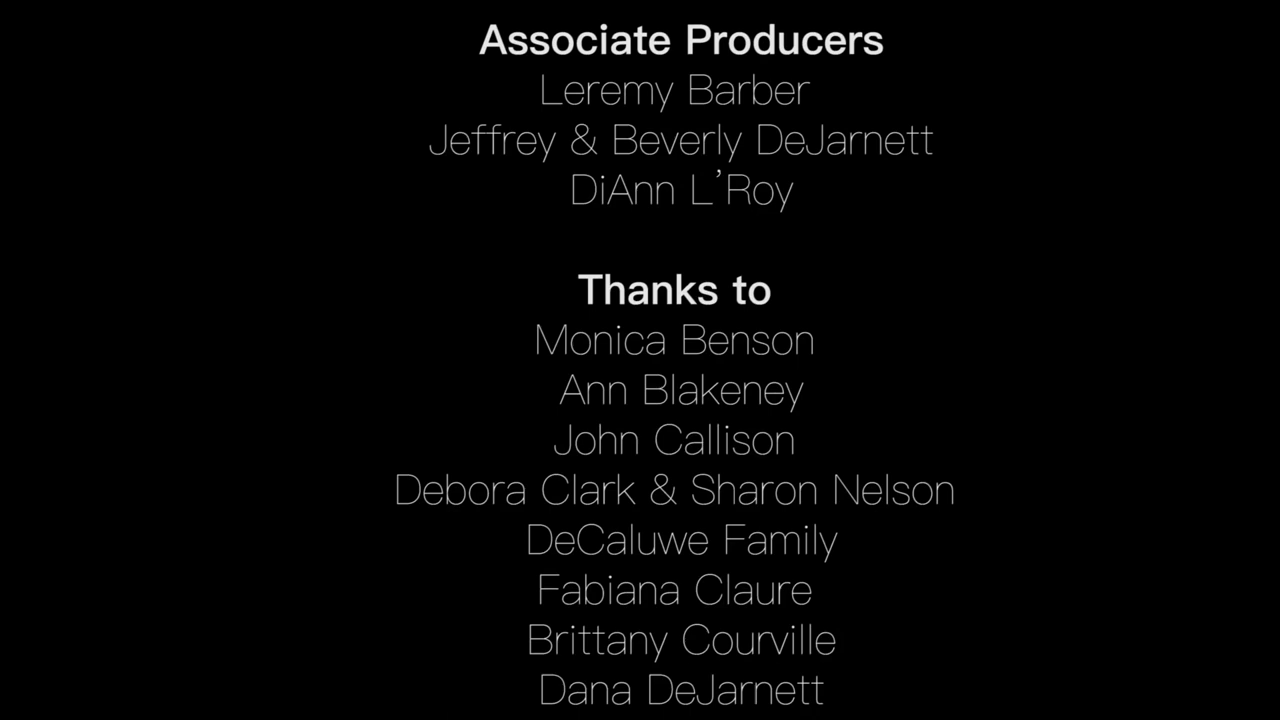 Associate Producers
Leremy Barber
Jeffrey & Beverly DeJarnett
DiAnn L'Roy
Thanks to
Monica Benson
Ann Blakeney
John Callison
Debora Clark & Sharon Nelson
DeCaluwe Family
Fabiana Claure
Brittany Courville
Dana DeJarnett